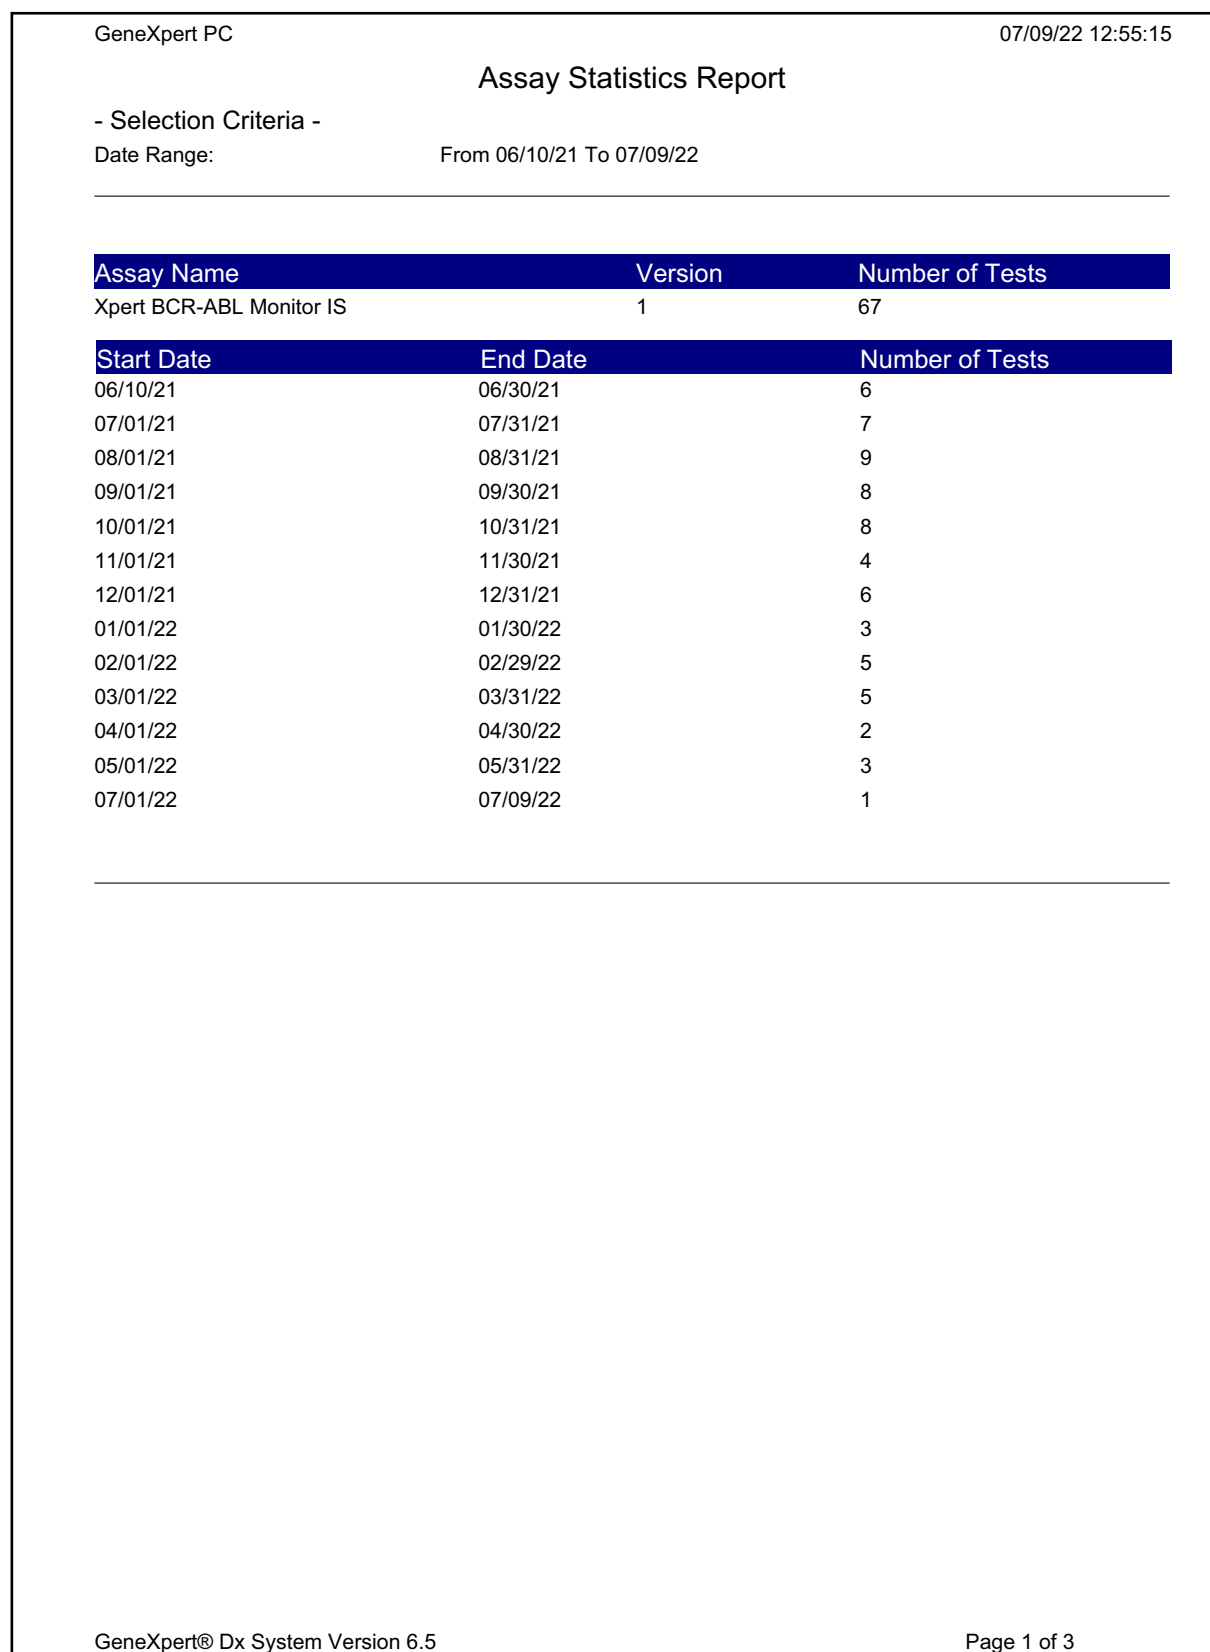 GeneXpert PC 07/09/22 12:55:15
Assay Statistics Report
- Selection Criteria -
Date Range: From 06/10/21 To 07/09/22
Assay Name Version Number of Tests
Xpert BCR-ABL Monitor IS 1 67
Start Date End Date Number of Tests
06/10/21 06/30/21 6
07/01/21 07/31/21 7
08/01/21 08/31/21 9
09/01/21 09/30/21 8
10/01/21 10/31/21 8
11/01/21 11/30/21 4
12/01/21 12/31/21 6
01/01/22 01/30/22 3
02/01/22 02/29/22 5
03/01/22 03/31/22 5
04/01/22 04/30/22 2
05/01/22 05/31/22 3
07/01/22 07/09/22 1
GeneXpert® Dx System Version 6.5 Page 1 of 3